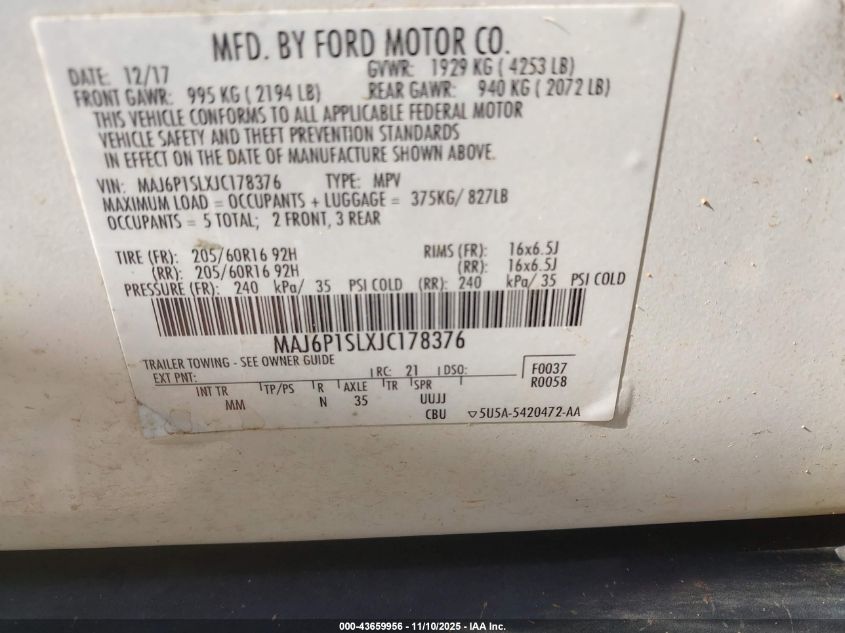 MFD. BY FORD MOTOR CO.
DATE: 12/17 GVWR: 1929 KG ( 4253 LB)
FRONT GAWR: 995 KG ( 2194 LB) REAR GAWR: 940 KG ( 2072 LB)
THIS VEHICLE CONFORMS TO ALL APPLICABLE FEDERAL MOTOR
VEHICLE SAFETY AND THEFT PREVENTION STANDARDS
IN EFFECT ON THE DATE OF MANUFACTURE SHOWN ABOVE.
VIN: MAJ6P1SLXJC178376 TYPE: MPV
MAXIMUM LOAD = OCCUPANTS + LUGGAGE = 375KG/ 827LB
OCCUPANTS = 5 TOTAL; 2 FRONT, 3 REAR
TIRE (FR): 205/60R16 92H RIMS (FR): 16x6.5J
(RR): 205/60R16 92H (RR): 16x6.5J
PRESSURE (FR): 240 kPa/ 35 PSI COLD (RR): 240 kPa/ 35 PSI COLD
MAJ6P1SLXJC178376
TRAILER TOWING - SEE OWNER GUIDE
EXT PNT: RC: 21 DSO: F0037
R0058
INT TR TP/PS R AXLE TR SPR
MM N 35 UUJJ
CBU 5U5A-5420472-AA
000-43659956 - 11/10/2025 - IAA Inc.